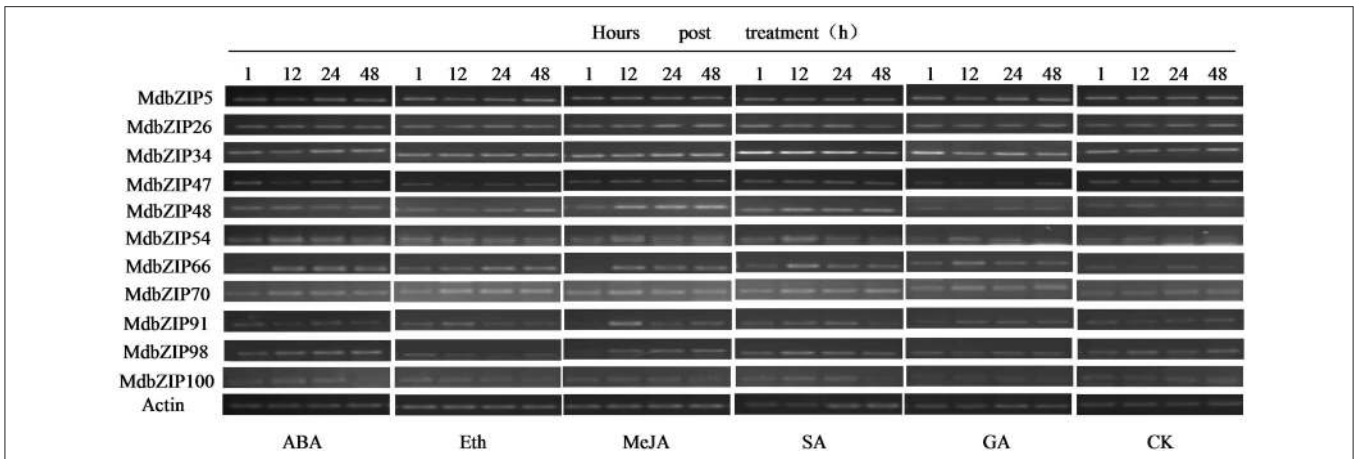 Hours post treatment（h）
1 12 24 48 1 12 24 48 1 12 24 48 1 12 24 48 1 12 24 48 1 12 24 48
MdbZIP5
MdbZIP26
MdbZIP34
MdbZIP47
MdbZIP48
MdbZIP54
MdbZIP66
MdbZIP70
MdbZIP91
MdbZIP98
MdbZIP100
Actin
ABA Eth MeJA SA GA CK